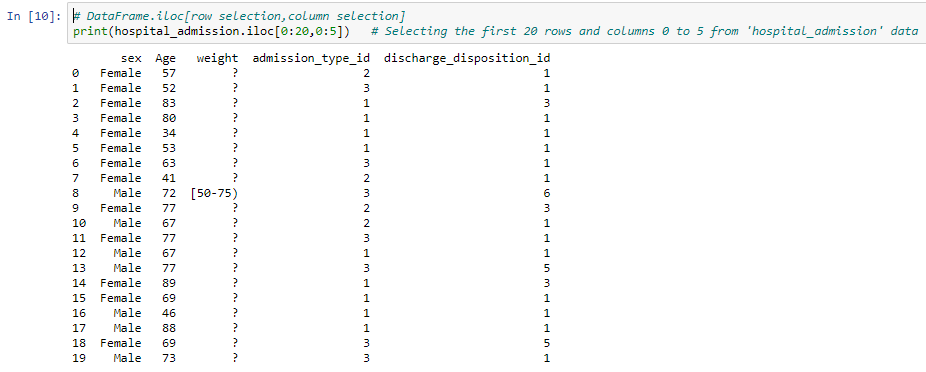 In [10]: # DataFrame.iloc[row selection,column selection]
print(hospital_admission.iloc[0:20,0:5])   # Selecting the first 20 rows and columns 0 to 5 from 'hospital_admission' data
sex Age weight admission_type_id discharge_disposition_id
0 Female 57 ? 2 1
1 Female 52 ? 3 1
2 Female 83 ? 1 3
3 Female 80 ? 1 1
4 Female 34 ? 1 1
5 Female 53 ? 1 1
6 Female 63 ? 3 1
7 Female 41 ? 2 1
8 Male 72 [50-75) 3 6
9 Female 77 ? 2 3
10 Male 67 ? 2 1
11 Female 77 ? 3 1
12 Male 67 ? 1 1
13 Male 77 ? 3 5
14 Female 89 ? 1 3
15 Female 69 ? 1 1
16 Male 46 ? 1 1
17 Male 88 ? 1 1
18 Female 69 ? 3 5
19 Male 73 ? 3 1